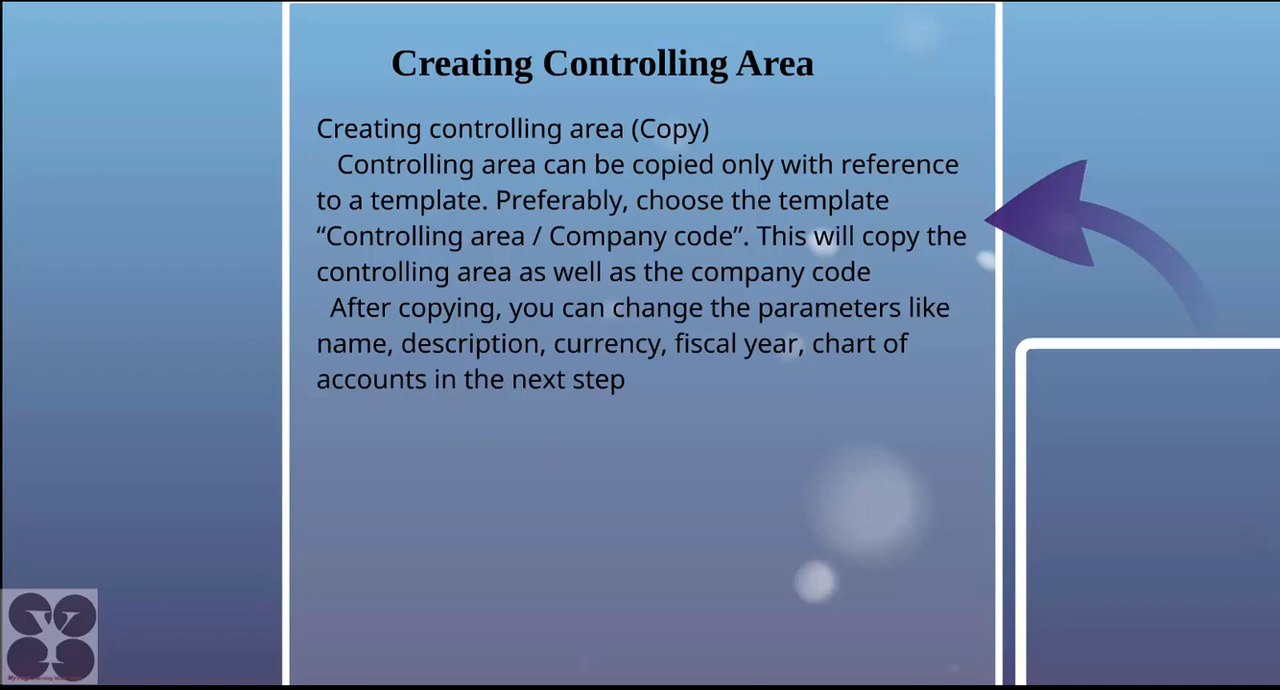 Creating Controlling Area
Creating controlling area (Copy)
Controlling area can be copied only with reference
to a template. Preferably, choose the template
“Controlling area / Company code”. This will copy the
controlling area as well as the company code
After copying, you can change the parameters like
name, description, currency, fiscal year, chart of
accounts in the next step